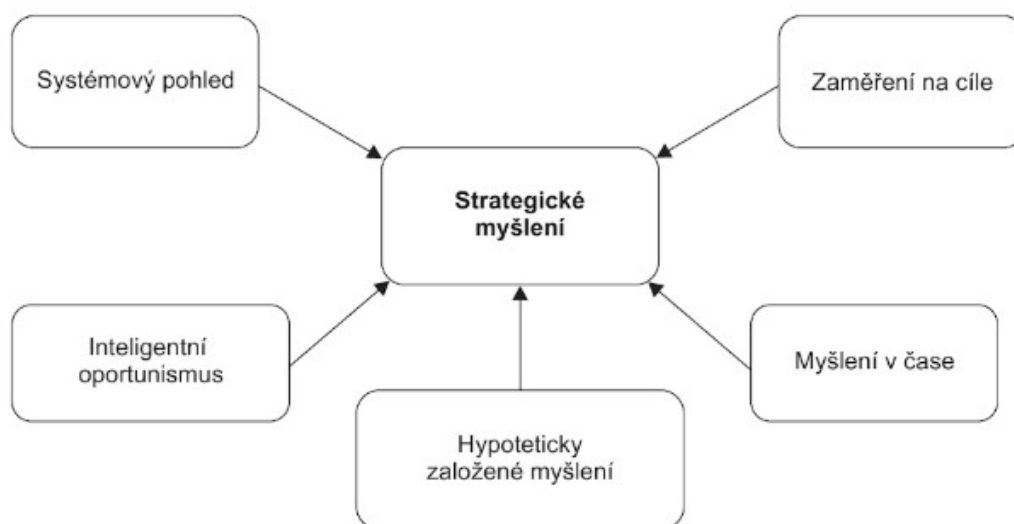 Systémový pohled
Zaměření na cíle
Strategické
myšlení
Inteligentní
oportunismus
Myšlení v čase
Hypoteticky
založené myšlení